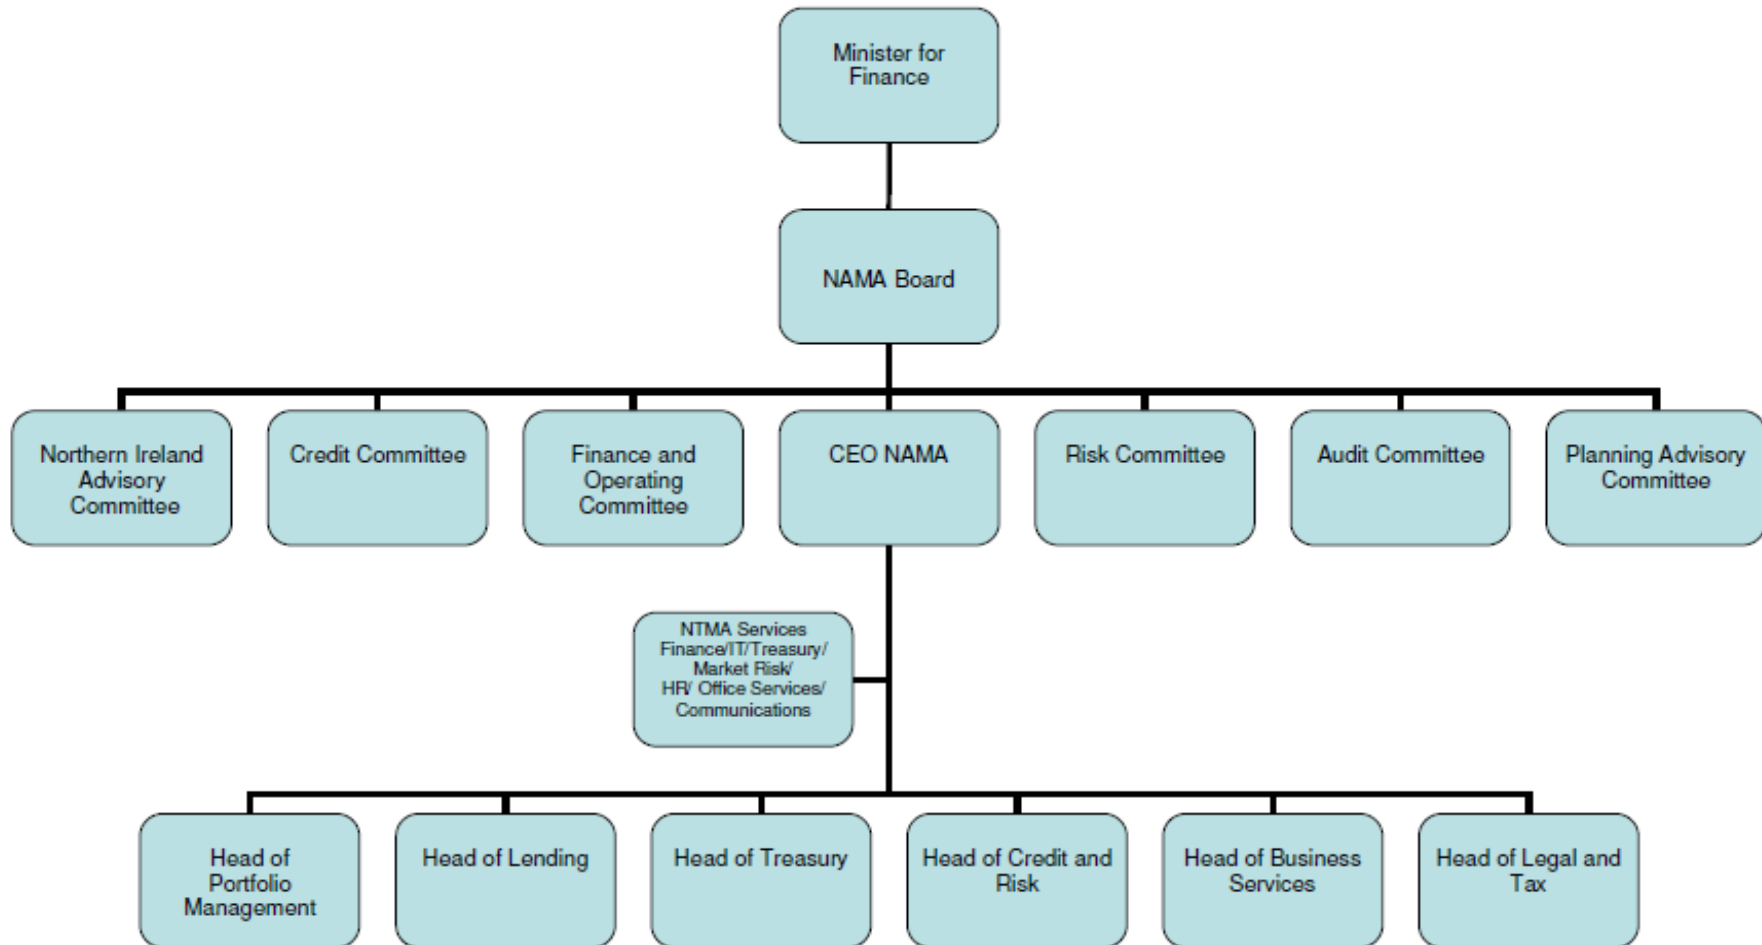 Minister for
Finance
NAMA Board
Northern Ireland
Advisory
Committee
Credit Committee
Finance and
Operating
Committee
CEO NAMA
Risk Committee
Audit Committee
Planning Advisory
Committee
NTMA Services
Finance/IT/Treasury/
Market Risk/
HR/ Office Services/
Communications
Head of
Portfolio
Management
Head of Lending
Head of Treasury
Head of Credit and
Risk
Head of Business
Services
Head of Legal and
Tax